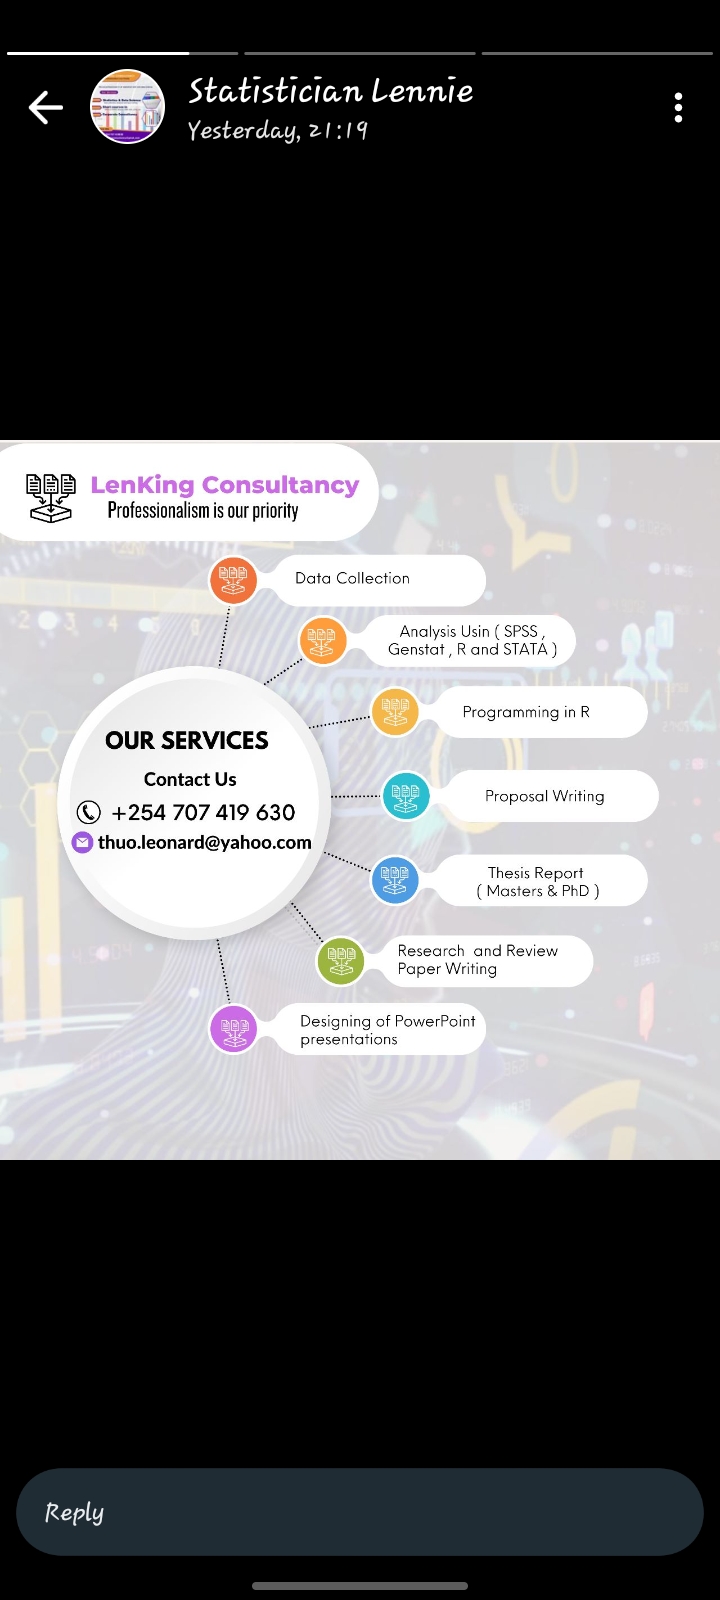 Statistician Lennie
Yesterday, 21:19
LenKing Consultancy
Professionalism is our priority
Data Collection
Analysis Usin ( SPSS ,
Genstat , R and STATA )
Programming in R
OUR SERVICES
Contact Us
+254 707 419 630
thuo.leonard@yahoo.com
Proposal Writing
Thesis Report
( Masters & PhD )
Research and Review
Paper Writing
Designing of PowerPoint
presentations
Reply